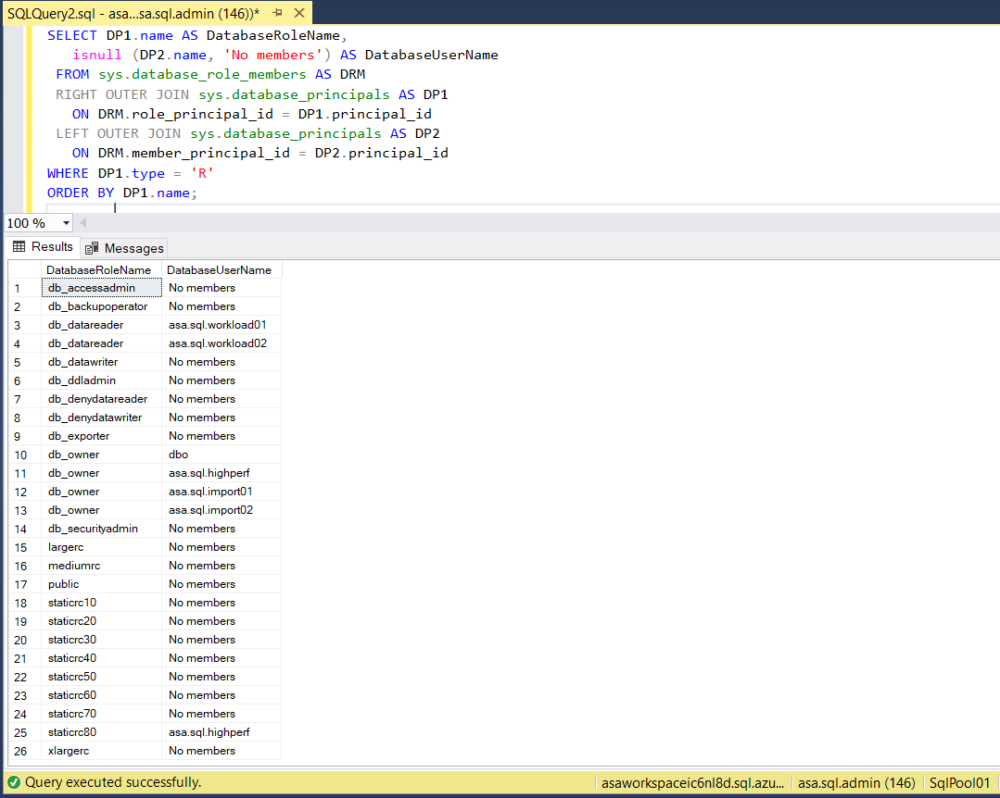 SQLQuery2.sql - asa...sa.sql.admin (146))*
SELECT DP1.name AS DatabaseRoleName,
isnull (DP2.name, 'No members') AS DatabaseUserName
FROM sys.database_role_members AS DRM
RIGHT OUTER JOIN sys.database_principals AS DP1
ON DRM.role_principal_id = DP1.principal_id
LEFT OUTER JOIN sys.database_principals AS DP2
ON DRM.member_principal_id = DP2.principal_id
WHERE DP1.type = 'R'
ORDER BY DP1.name;
100 %
Results Messages
DatabaseRoleName DatabaseUserName
1 db_accessadmin No members
2 db_backupoperator No members
3 db_datareader asa.sql.workload01
4 db_datareader asa.sql.workload02
5 db_datawriter No members
6 db_ddladmin No members
7 db_denydatareader No members
8 db_denydatawriter No members
9 db_exporter No members
10 db_owner dbo
11 db_owner asa.sql.highperf
12 db_owner asa.sql.import01
13 db_owner asa.sql.import02
14 db_securityadmin No members
15 largerc No members
16 mediumrc No members
17 public No members
18 staticrc10 No members
19 staticrc20 No members
20 staticrc30 No members
21 staticrc40 No members
22 staticrc50 No members
23 staticrc60 No members
24 staticrc70 No members
25 staticrc80 asa.sql.highperf
26 xlargerc No members
Query executed successfully. asaworkspaceic6nl8d.sql.azu... asa.sql.admin (146) SqlPool01